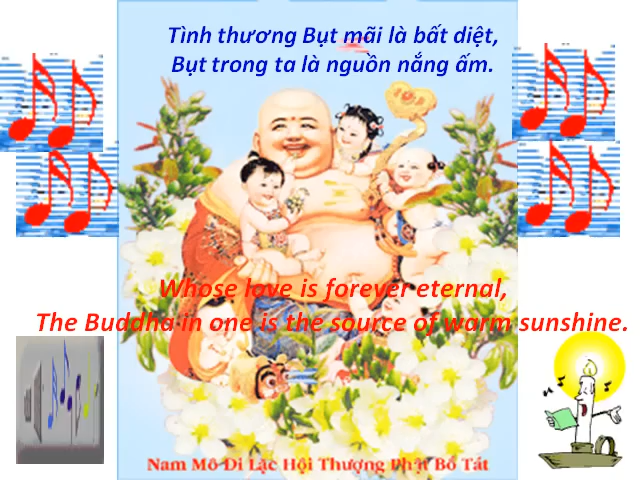 Tình thương Bụt mãi là bất diệt,
Bụt trong ta là nguồn nắng ấm.
Whose love is forever eternal,
The Buddha in one is the source of warm sunshine.
Nam Mô Di Lặc Hội Thượng Phật Bồ Tát